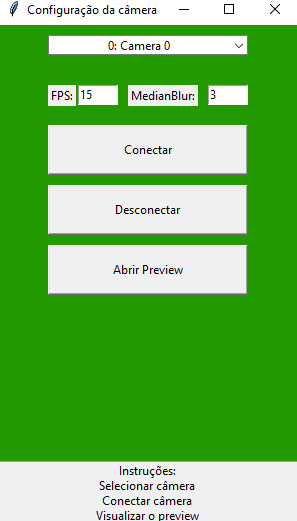 Configuração da câmera
0: Camera 0
FPS: 15 MedianBlur: 3
Conectar
Desconectar
Abrir Preview
Instruções:
Selecionar câmera
Conectar câmera
Visualizar o preview